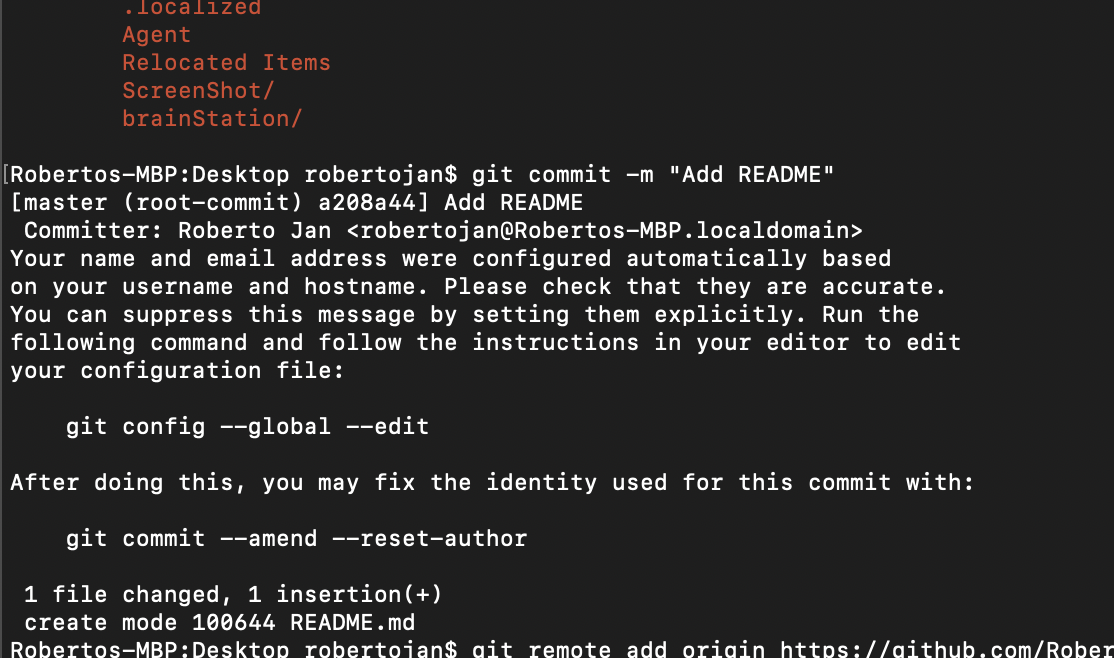 .localized
Agent
Relocated Items
ScreenShot/
brainStation/
[Robertos-MBP:Desktop robertojan$ git commit -m "Add README"
[master (root-commit) a208a44] Add README
Committer: Roberto Jan <robertojan@Robertos-MBP.localdomain>
Your name and email address were configured automatically based
on your username and hostname. Please check that they are accurate.
You can suppress this message by setting them explicitly. Run the
following command and follow the instructions in your editor to edit
your configuration file:
git config --global --edit
After doing this, you may fix the identity used for this commit with:
git commit --amend --reset-author
1 file changed, 1 insertion(+)
create mode 100644 README.md
Robertos-MBP:Desktop robertojan$ git remote add origin https://github.com/Rober